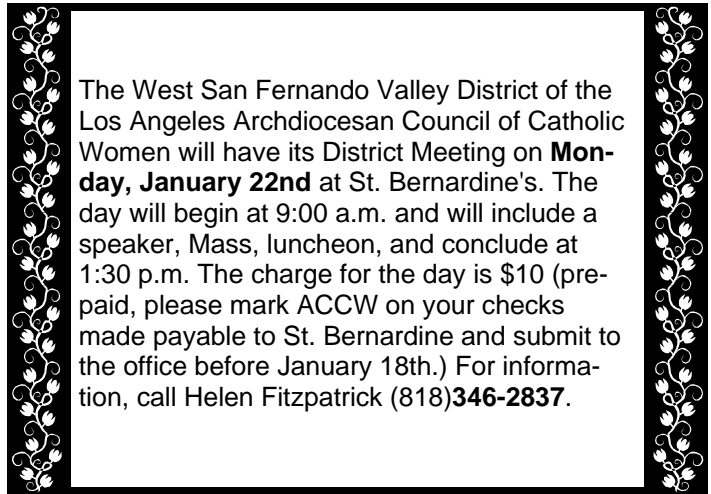 The West San Fernando Valley District of the
Los Angeles Archdiocesan Council of Catholic
Women will have its District Meeting on Mon-
day, January 22nd at St. Bernardine's. The
day will begin at 9:00 a.m. and will include a
speaker, Mass, luncheon, and conclude at
1:30 p.m. The charge for the day is $10 (pre-
paid, please mark ACCW on your checks
made payable to St. Bernardine and submit to
the office before January 18th.) For informa-
tion, call Helen Fitzpatrick (818)346-2837.